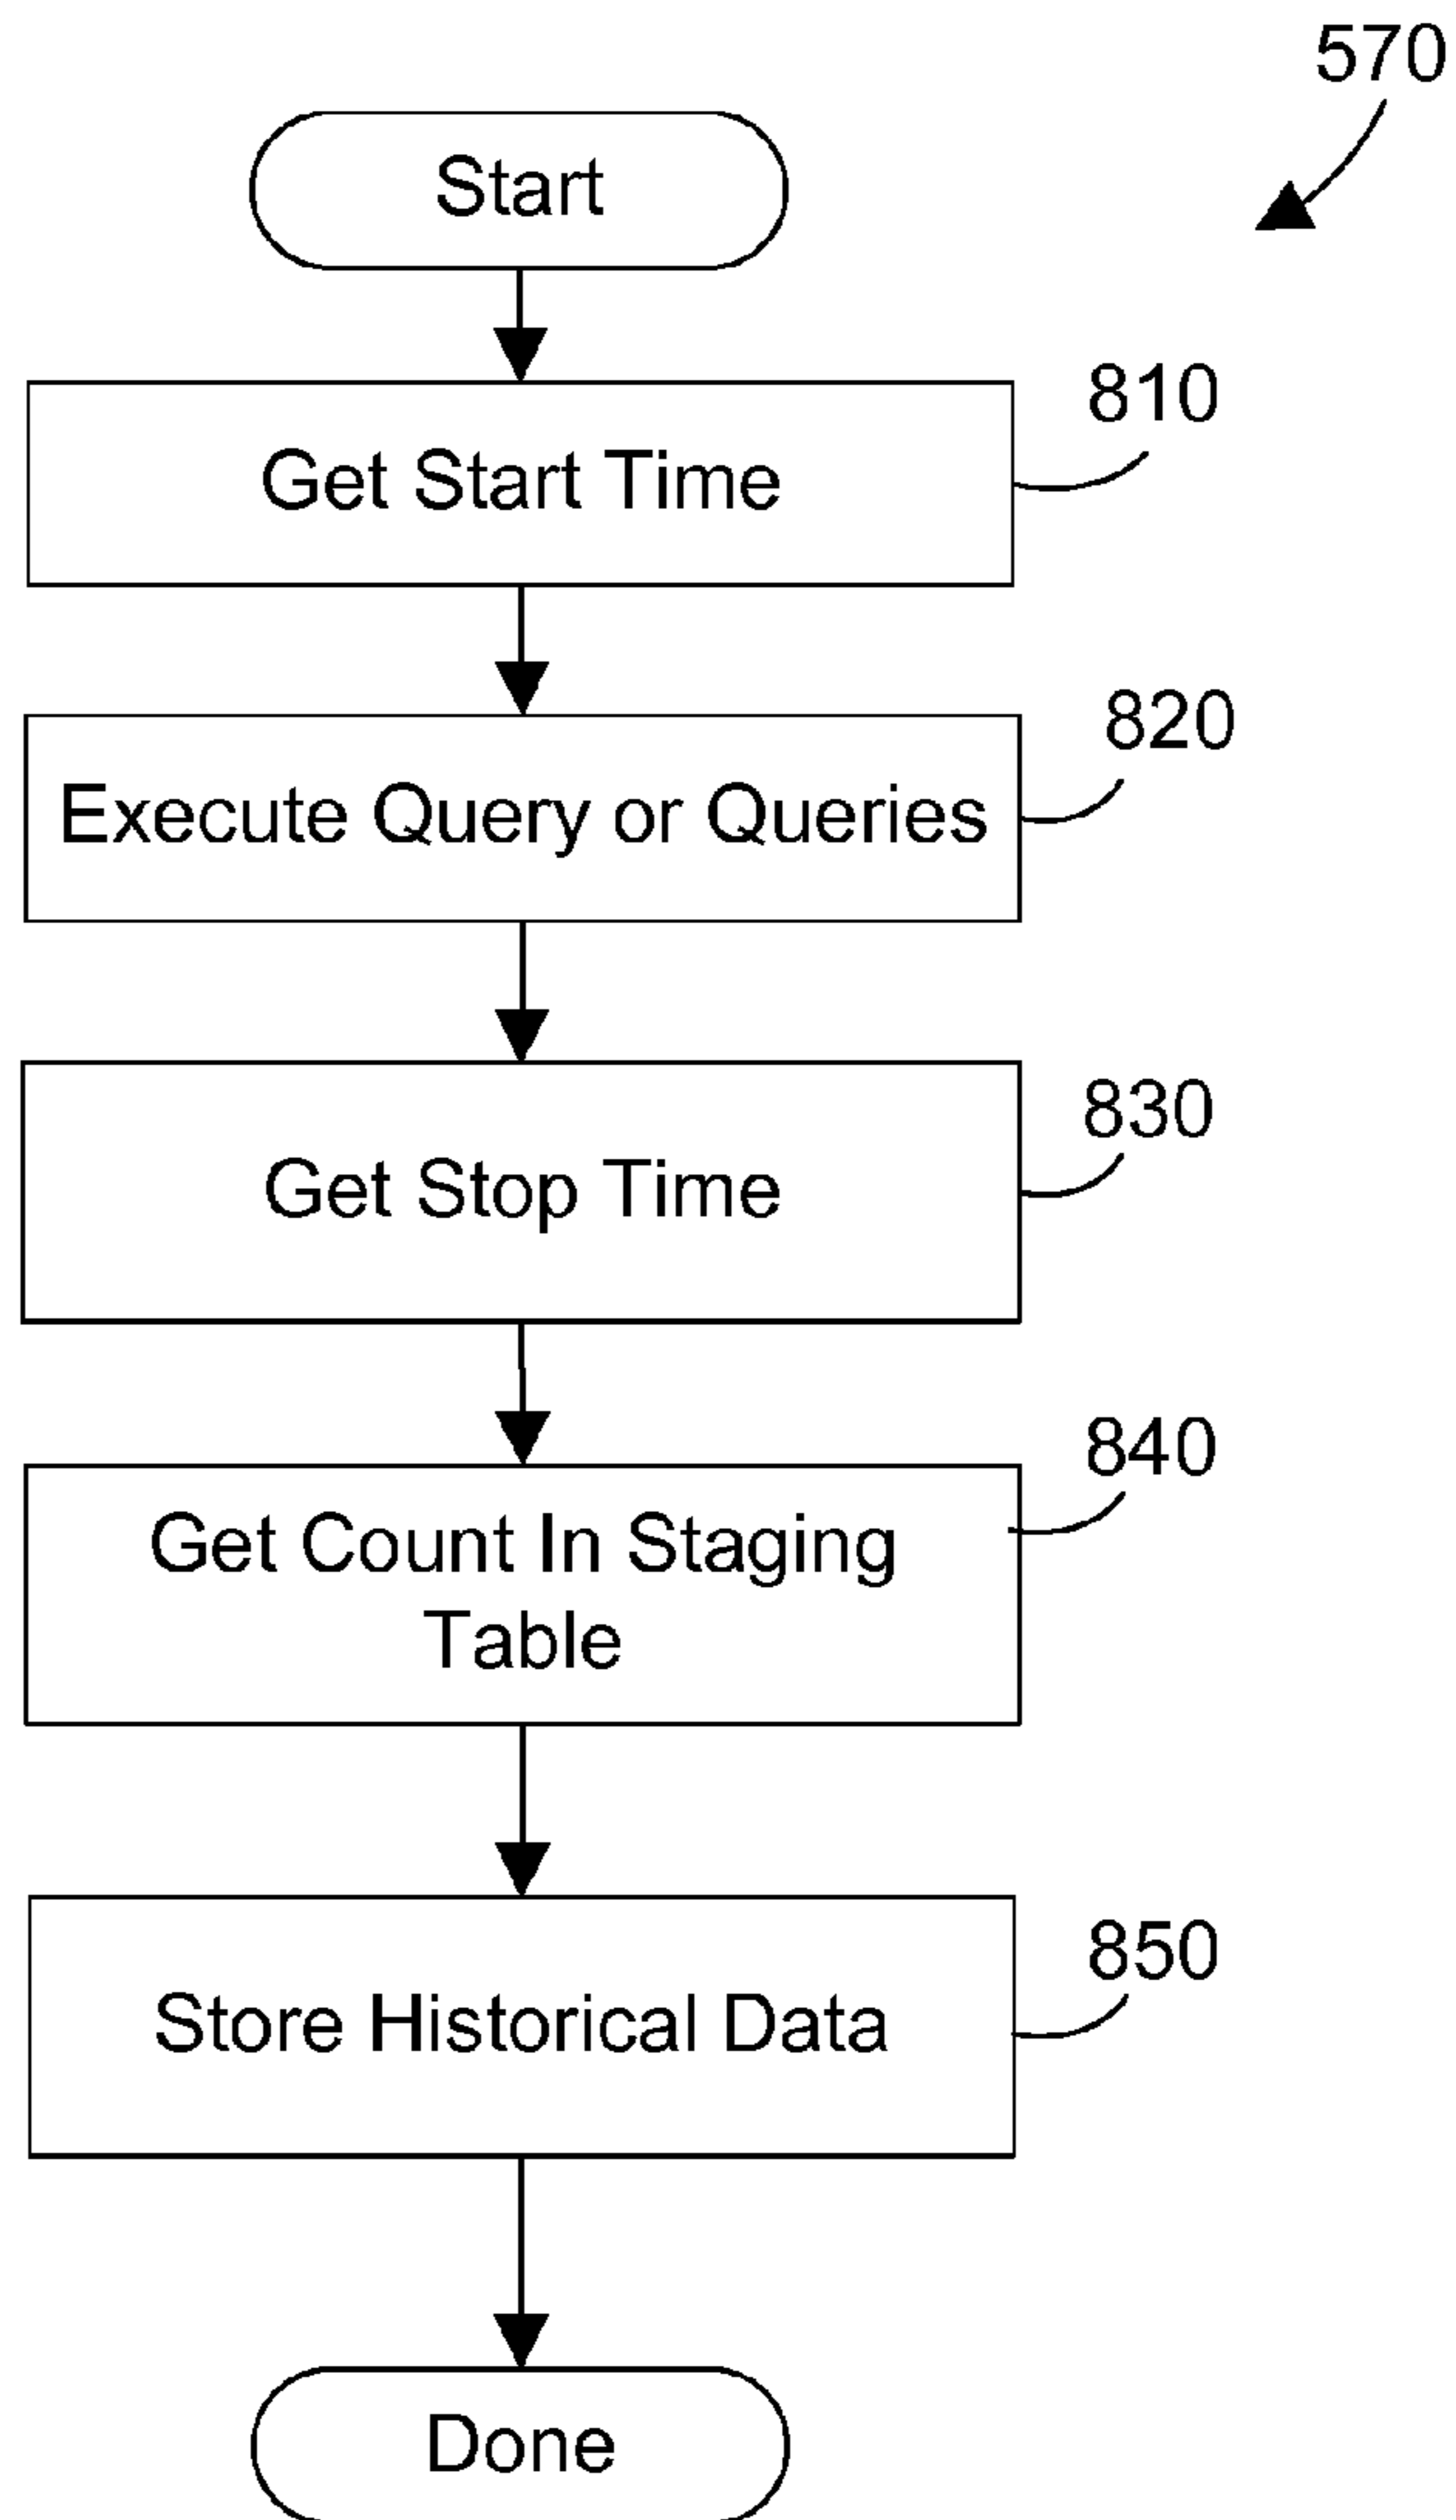 570
Start
810
Get Start Time
820
Execute Query or Queries
830
Get Stop Time
840
Get Count In Staging
Table
850
Store Historical Data
Done